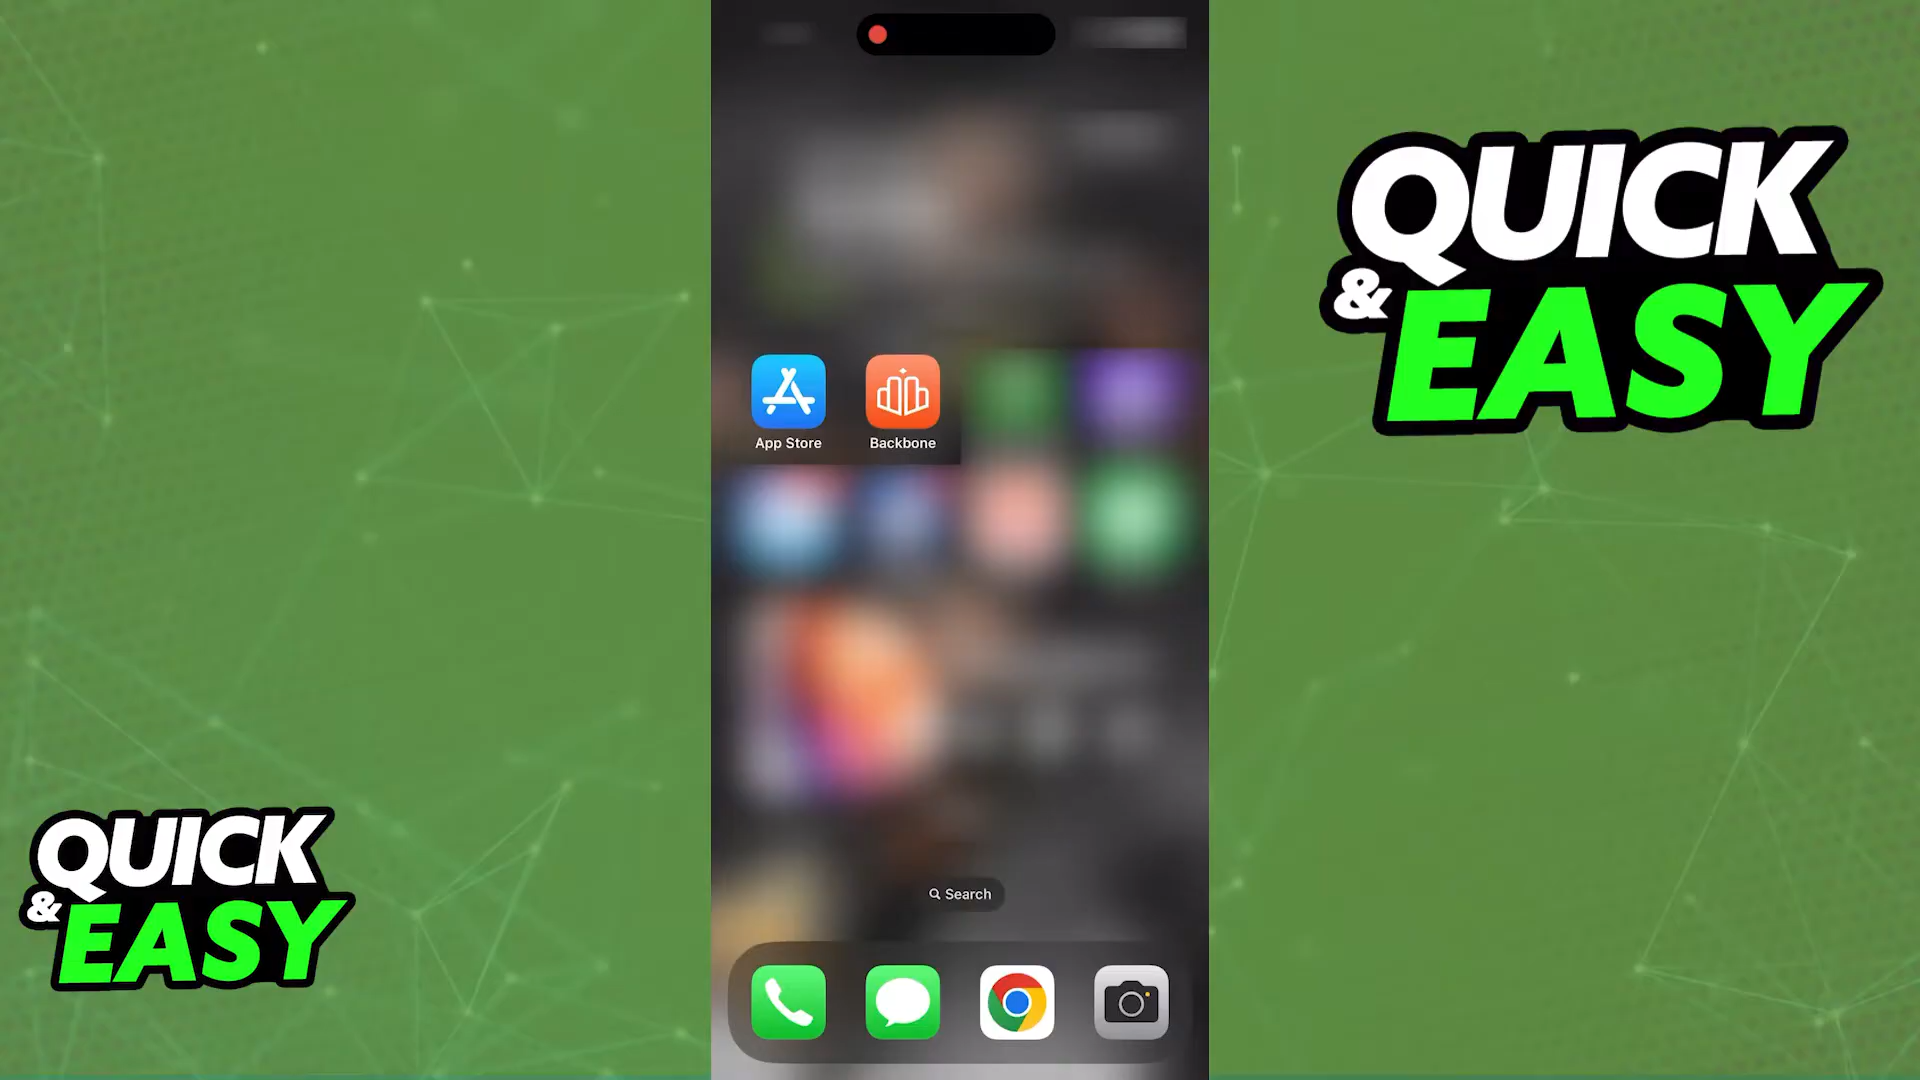 QUICK
& EASY
App Store
Backbone
Search
QUICK
& EASY